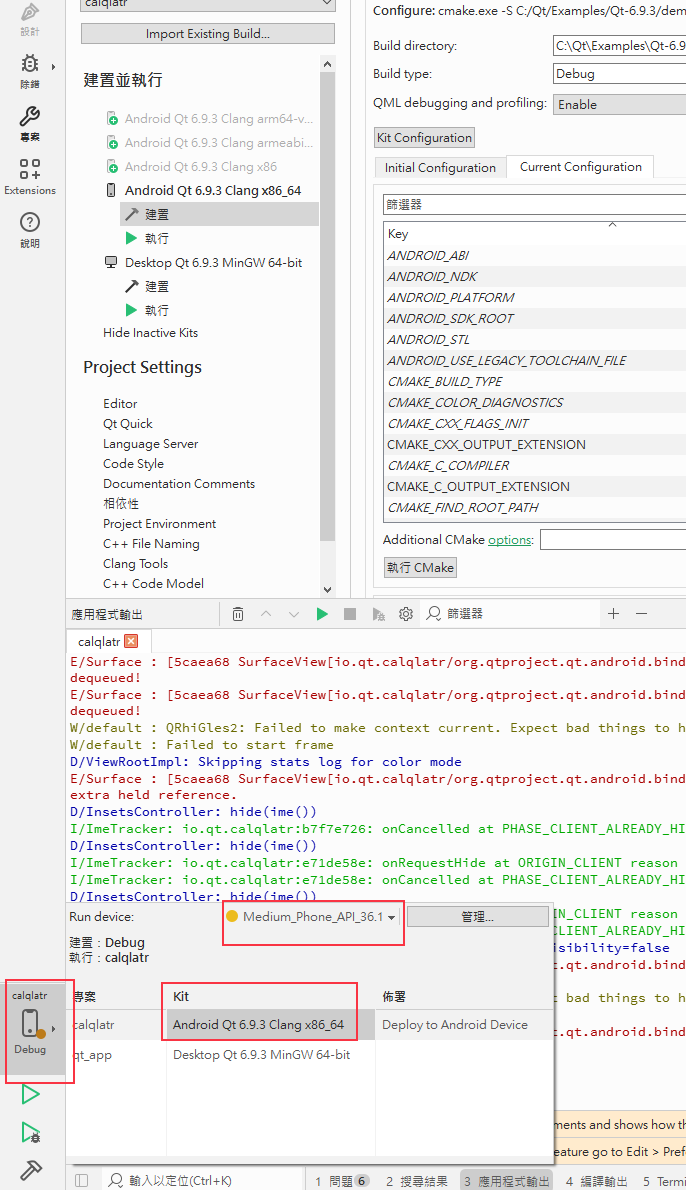 設計
除錯
專案
Extensions
說明
calqlatr
Import Existing Build...
建置並執行
Android Qt 6.9.3 Clang arm64-v...
Android Qt 6.9.3 Clang armeabi...
Android Qt 6.9.3 Clang x86
Android Qt 6.9.3 Clang x86_64
建置
執行
Desktop Qt 6.9.3 MinGW 64-bit
建置
執行
Hide Inactive Kits
Project Settings
Editor
Qt Quick
Language Server
Code Style
Documentation Comments
相依性
Project Environment
C++ File Naming
Clang Tools
C++ Code Model
Configure: cmake.exe -S C:/Qt/Examples/Qt-6.9.3/dem
Build directory: C:\Qt\Examples\Qt-6.9
Build type: Debug
QML debugging and profiling: Enable
Kit Configuration
Initial Configuration Current Configuration
篩選器
Key
ANDROID_ABI
ANDROID_NDK
ANDROID_PLATFORM
ANDROID_SDK_ROOT
ANDROID_STL
ANDROID_USE_LEGACY_TOOLCHAIN_FILE
CMAKE_BUILD_TYPE
CMAKE_COLOR_DIAGNOSTICS
CMAKE_CXX_FLAGS_INIT
CMAKE_CXX_OUTPUT_EXTENSION
CMAKE_C_COMPILER
CMAKE_C_OUTPUT_EXTENSION
CMAKE_FIND_ROOT_PATH
Additional CMake options:
執行 CMake
應用程式輸出 篩選器
calqlatr
E/Surface : [5caea68 SurfaceView[io.qt.calqlatr/org.qtproject.qt.android.bind
dequeued!
E/Surface : [5caea68 SurfaceView[io.qt.calqlatr/org.qtproject.qt.android.bind
dequeued!
W/default : QRhiGles2: Failed to make context current. Expect bad things to h
W/default : Failed to start frame
D/ViewRootImpl: Skipping stats log for color mode
E/Surface : [5caea68 SurfaceView[io.qt.calqlatr/org.qtproject.qt.android.bind
extra held reference.
D/InsetsController: hide(ime())
I/ImeTracker: io.qt.calqlatr:b7f7e726: onCancelled at PHASE_CLIENT_ALREADY_HI
D/InsetsController: hide(ime())
I/ImeTracker: io.qt.calqlatr:e71de58e: onRequestHide at ORIGIN_CLIENT reason
I/ImeTracker: io.qt.calqlatr:e71de58e: onCancelled at PHASE_CLIENT_ALREADY_HI
D/InsetsController: hide(ime())
IN_CLIENT reason
CLIENT_ALREADY_HI
isibility=false
qt.android.bind
t bad things to h
qt.android.bind
ments and shows how th
eature go to Edit > Pref
Run device: Medium_Phone_API_36.1 管理...
建置：Debug
執行：calqlatr
專案 Kit 佈署
calqlatr Android Qt 6.9.3 Clang x86_64 Deploy to Android Device
qt_app Desktop Qt 6.9.3 MinGW 64-bit
calqlatr
Debug
輸入以定位(Ctrl+K) 1 問題 6 2 搜尋結果 3 應用程式輸出 4 編譯輸出 5 Termi